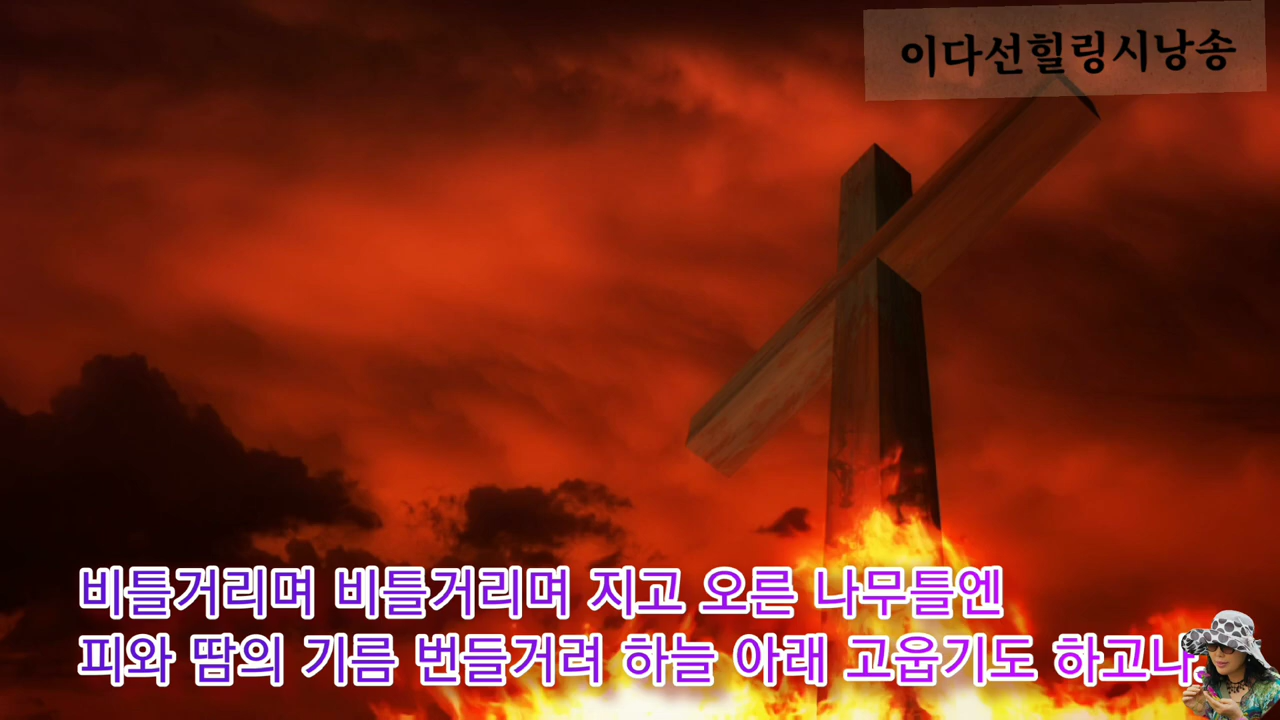 이다선힐링시낭송
비틀거리며 비틀거리며 지고 오른 나무들엔
피와 땀의 기름 번들거려 하늘 아래 고웁기도 하고나.